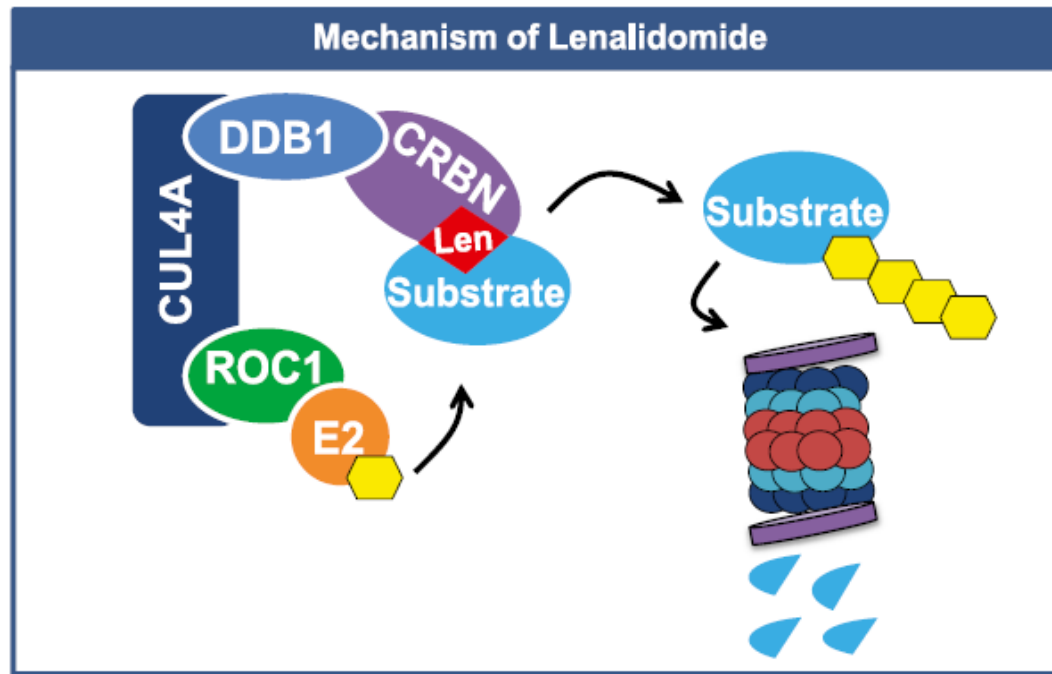 Mechanism of Lenalidomide
DDB1
CRBN
CUL4A
Len
Substrate
Substrate
ROC1
E2